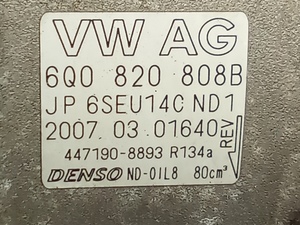 VW AG
6Q0 820 808B
JP 6SEU14C ND1
2007 03 01640
REV
447190-8893 R134a
DENSO ND-OIL8 80cm³